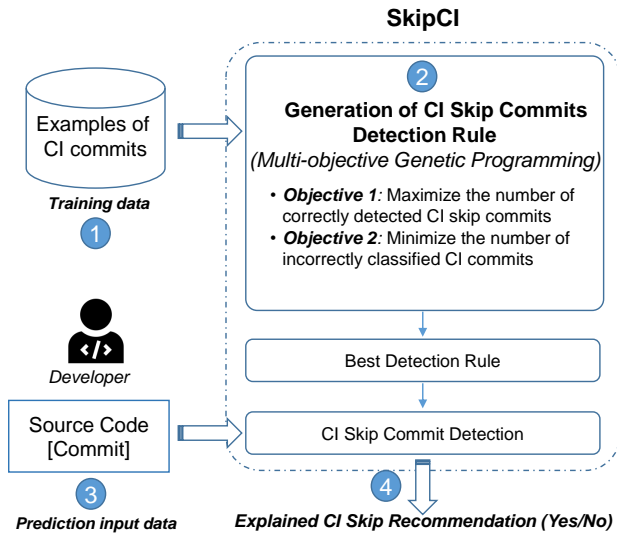 SkipCI
2
Generation of CI Skip Commits
Detection Rule
(Multi-objective Genetic Programming)
• Objective 1: Maximize the number of
correctly detected CI skip commits
• Objective 2: Minimize the number of
incorrectly classified CI commits
Examples of
CI commits
Training data
1
</>
Developer
Best Detection Rule
Source Code
[Commit]
CI Skip Commit Detection
3
Prediction input data
4
Explained CI Skip Recommendation (Yes/No)